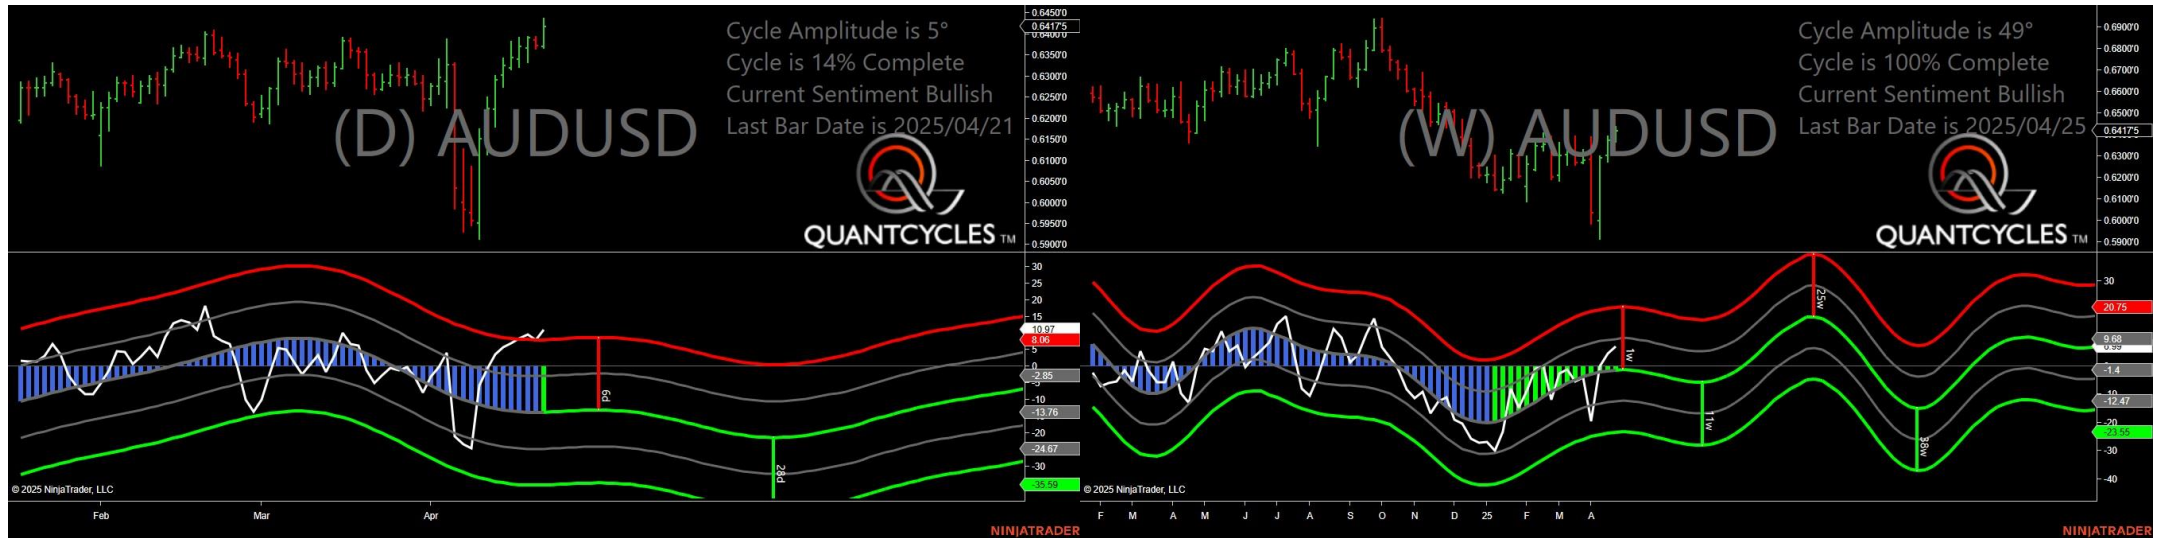 Cycle Amplitude is 5°
Cycle is 14% Complete
Current Sentiment Bullish
Last Bar Date is 2025/04/21
(D) AUDUSD
QUANTCYCLES TM
0.6450'0
0.6417'5
0.6400'0
0.6350'0
0.6300'0
0.6250'0
0.6200'0
0.6150'0
0.6100'0
0.6050'0
0.6000'0
0.5950'0
0.5900'0
30
25
20
15
10.97
8.06
5
0
-2.85
-5
-10
-13.76
-20
-24.67
-30
-35.59
6d
28d
© 2025 NinjaTrader, LLC
Feb Mar Apr
NINJATRADER
Cycle Amplitude is 49°
Cycle is 100% Complete
Current Sentiment Bullish
Last Bar Date is 2025/04/25
(W) AUDUSD
QUANTCYCLES TM
0.6900'0
0.6800'0
0.6700'0
0.6600'0
0.6500'0
0.6417'5
0.6300'0
0.6200'0
0.6100'0
0.6000'0
0.5900'0
30
20.75
9.68
0
-1.4
-10
-12.47
-20
-23.55
-30
-40
1w
11w
25w
38w
© 2025 NinjaTrader, LLC
F M A M J J A S O N D 25 F M A
NINJATRADER